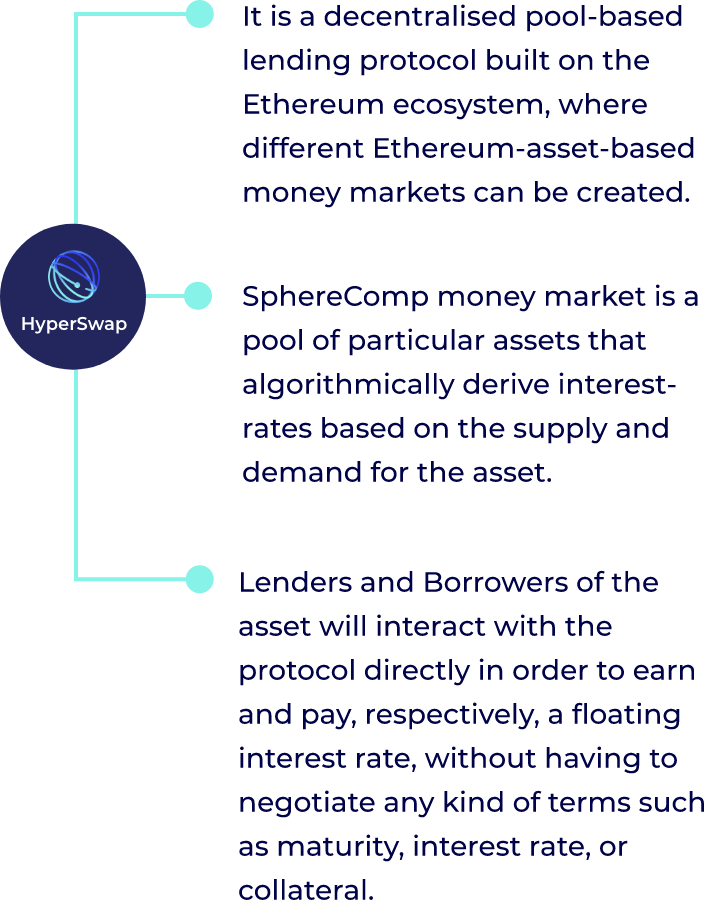 It is a decentralised pool-based
lending protocol built on the
Ethereum ecosystem, where
different Ethereum-asset-based
money markets can be created.
HyperSwap
SphereComp money market is a
pool of particular assets that
algorithmically derive interest-
rates based on the supply and
demand for the asset.
Lenders and Borrowers of the
asset will interact with the
protocol directly in order to earn
and pay, respectively, a floating
interest rate, without having to
negotiate any kind of terms such
as maturity, interest rate, or
collateral.